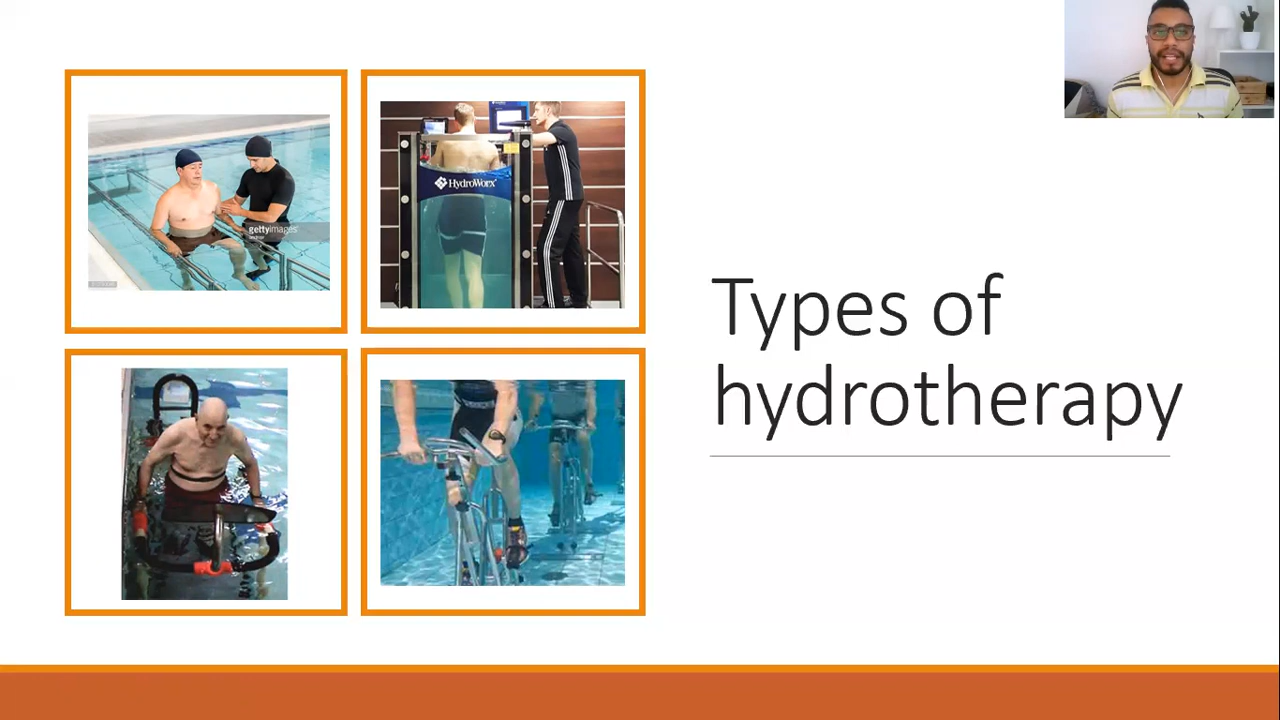 gettyimages
HydroWorx
Types of
hydrotherapy